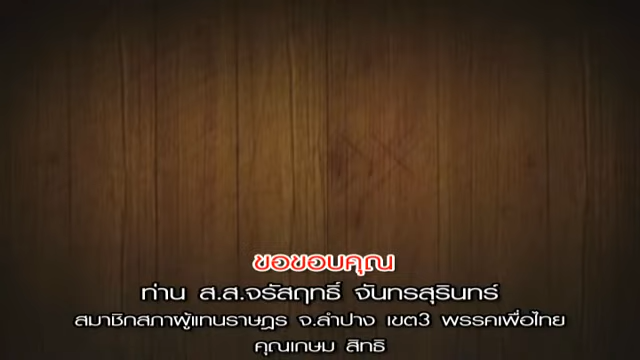 ขอขอบคุณ
ท่าน ส.ส.จรัสฤทธิ์ จันทรสุรินทร์
สมาชิกสภาผู้แทนราษฎร จ.ลำปาง เขต3 พรรคเพื่อไทย
คุณเกษม สิทธิ